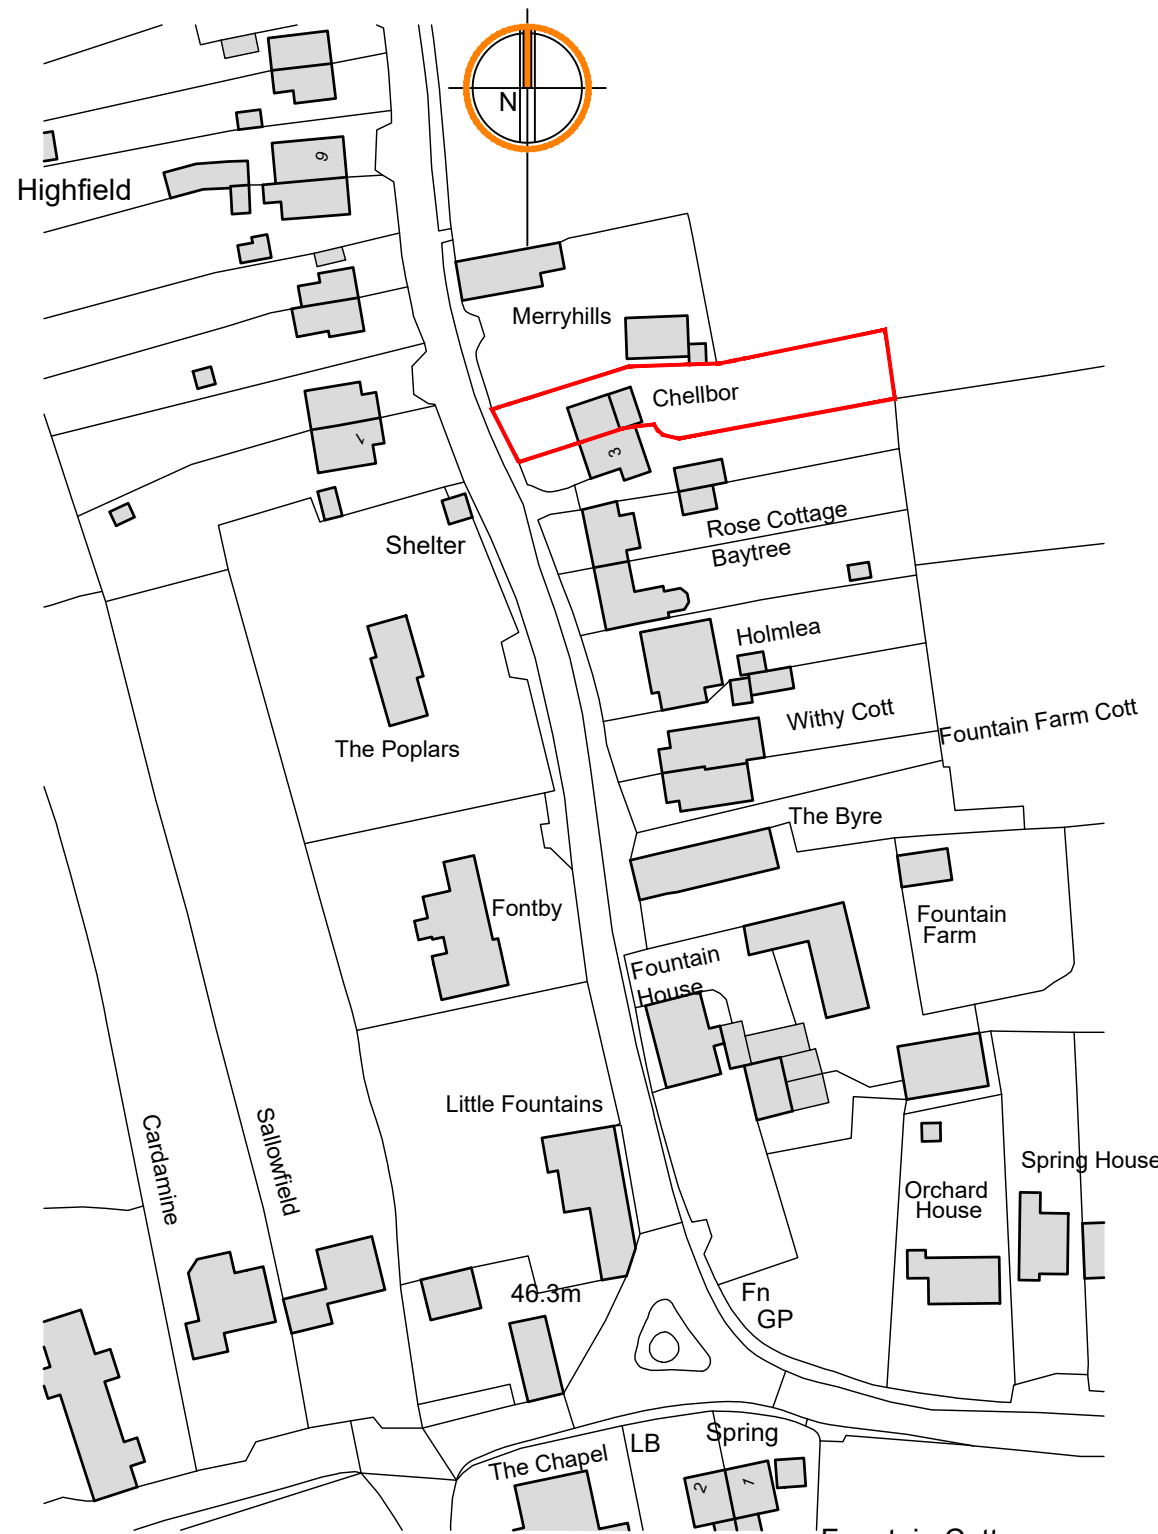 N
6
Highfield
Merryhills
Chellbor
3
1
Rose Cottage
Shelter
Baytree
Holmlea
Withy Cott
Fountain Farm Cott
The Poplars
The Byre
Fontby
Fountain
Farm
Fountain
House
Little Fountains
Cardamine
Sallowfield
Spring House
Orchard
House
46.3m
Fn
GP
Spring
LB
The Chapel
2
1